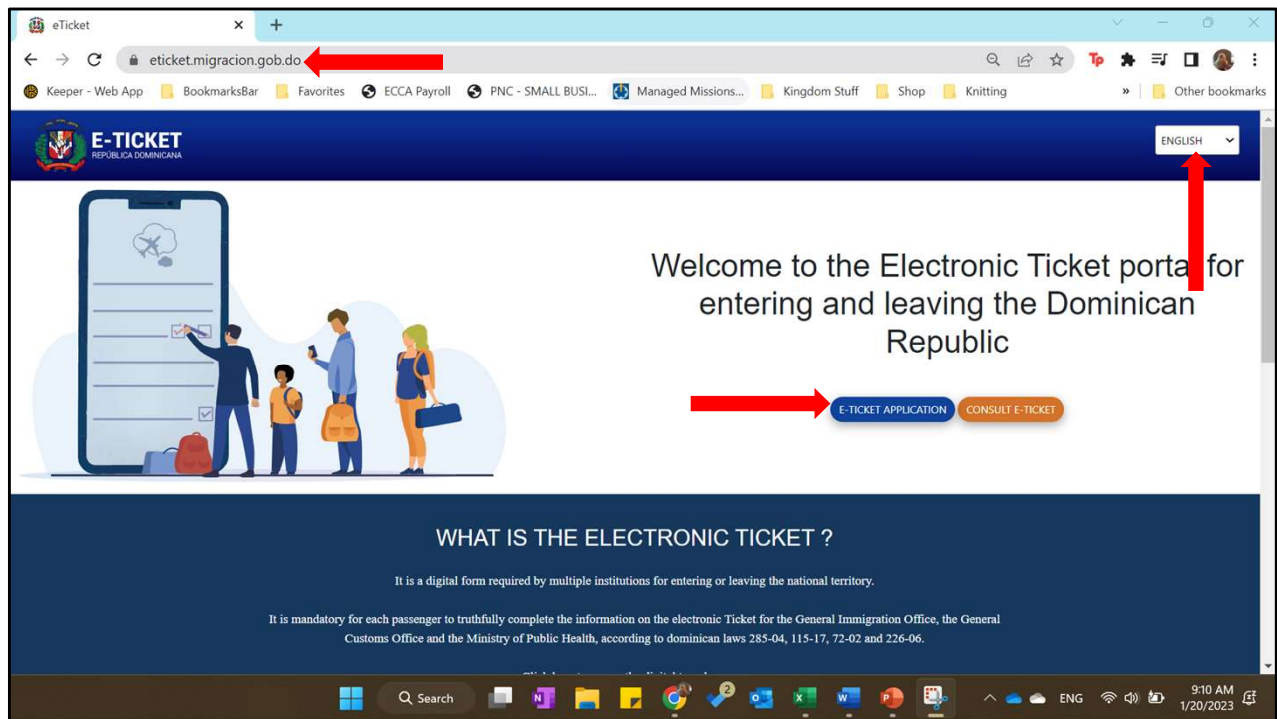 eTicket
eticket.migracion.gob.do
Tp
Keeper - Web App
BookmarksBar
Favorites
ECCA Payroll
PNC - SMALL BUSI...
Managed Missions...
Kingdom Stuff
Shop
Knitting
»
Other bookmarks
E-TICKET
REPÚBLICA DOMINICANA
ENGLISH
Welcome to the Electronic Ticket portal for
entering and leaving the Dominican
Republic
E-TICKET APPLICATION
CONSULT E-TICKET
WHAT IS THE ELECTRONIC TICKET ?
It is a digital form required by multiple institutions for entering or leaving the national territory.
It is mandatory for each passenger to truthfully complete the information on the electronic Ticket for the General Immigration Office, the General
Customs Office and the Ministry of Public Health, according to dominican laws 285-04, 115-17, 72-02 and 226-06.
Search
2
ENG
9:10 AM
1/20/2023